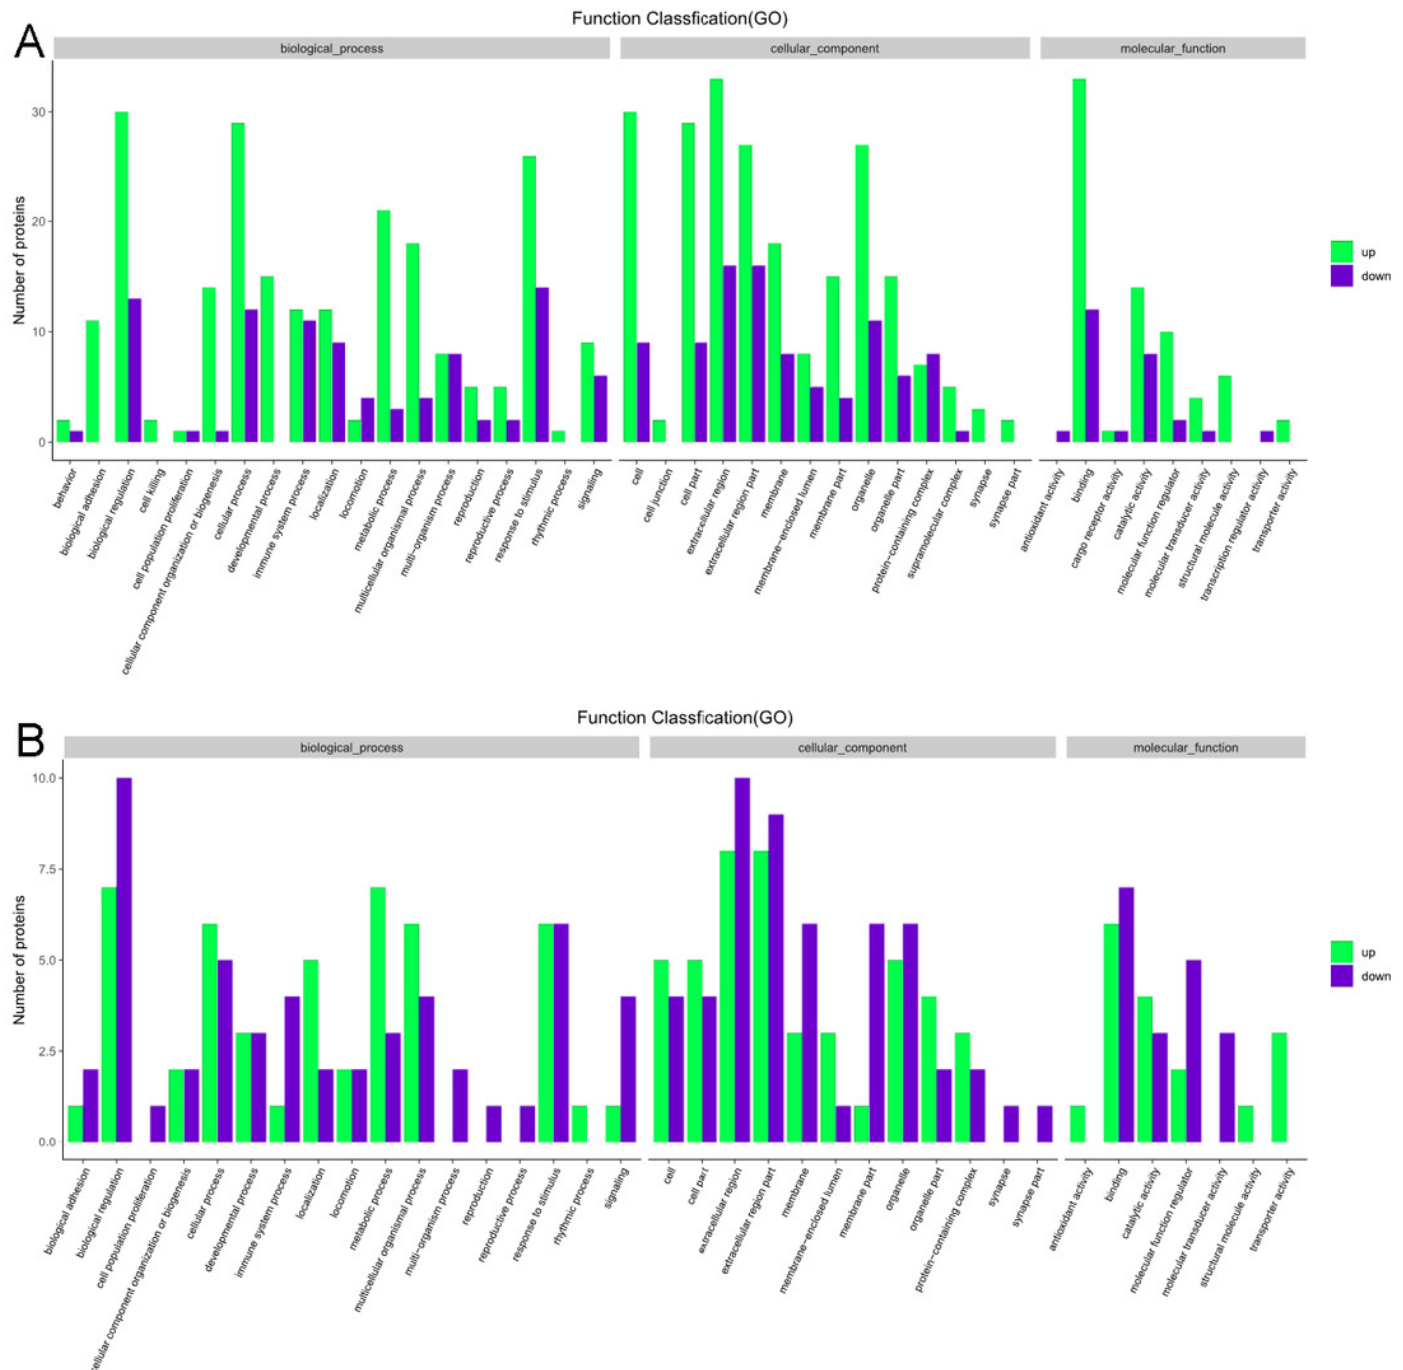 Function Classfication(GO)
A
biological_process
cellular_component
molecular_function
Number of proteins
30
20
10
0
behavior
biological adhesion
biological regulation
cell killing
cell population proliferation
cellular component organization or biogenesis
cellular process
developmental process
immune system process
localization
locomotion
metabolic process
multicellular organismal process
multi-organism process
reproduction
reproductive process
response to stimulus
rhythmic process
signaling
cell
cell junction
cell part
extracellular region
extracellular region part
membrane
membrane-enclosed lumen
membrane part
organelle
organelle part
protein-containing complex
supramolecular complex
synapse
synapse part
antioxidant activity
binding
cargo receptor activity
catalytic activity
molecular function regulator
molecular transducer activity
structural molecule activity
transcription regulator activity
transporter activity
up
down
Function Classfication(GO)
B
biological_process
cellular_component
molecular_function
Number of proteins
10.0
7.5
5.0
2.5
0.0
biological adhesion
biological regulation
cell population proliferation
cellular component organization or biogenesis
cellular process
developmental process
immune system process
localization
locomotion
metabolic process
multicellular organismal process
multi-organism process
reproduction
reproductive process
response to stimulus
rhythmic process
signaling
cell
cell part
extracellular region
extracellular region part
membrane
membrane-enclosed lumen
membrane part
organelle
organelle part
protein-containing complex
synapse
synapse part
antioxidant activity
binding
catalytic activity
molecular function regulator
molecular transducer activity
structural molecule activity
transporter activity
up
down